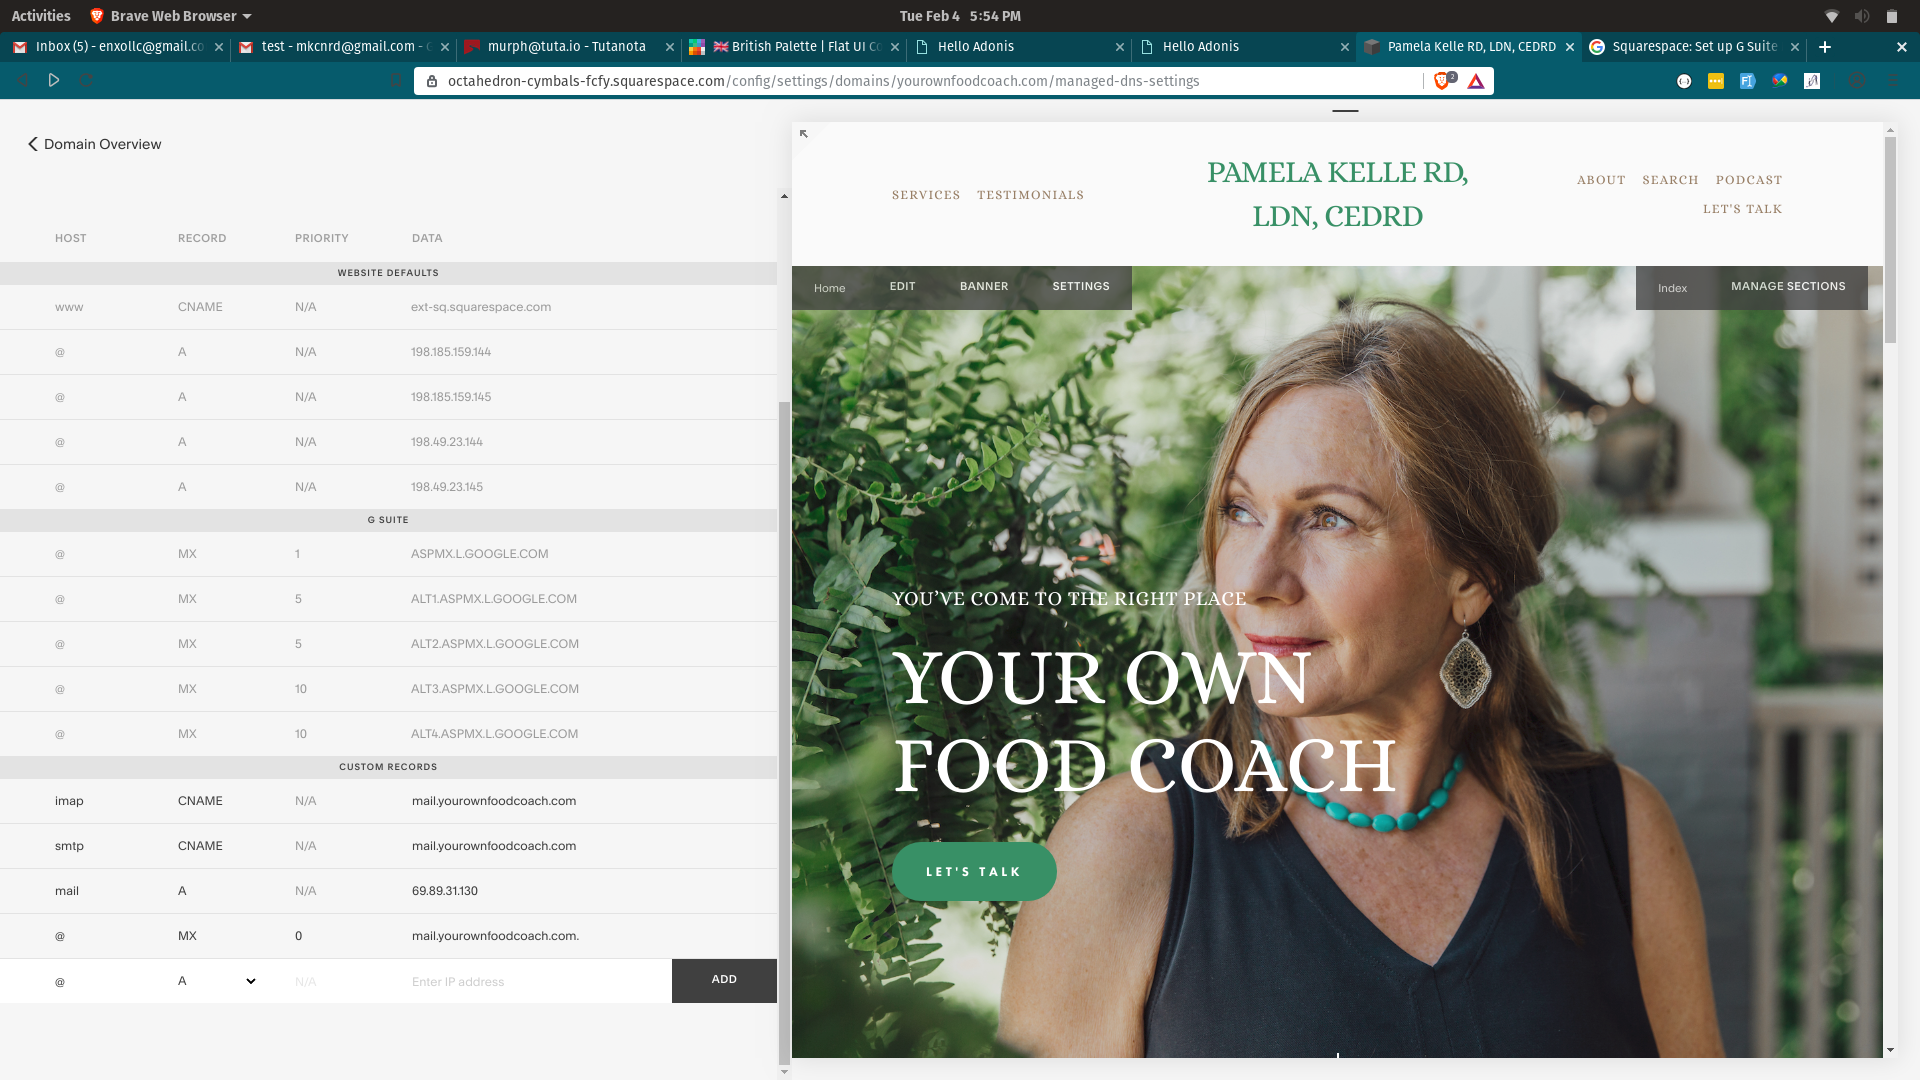 Activities Brave Web Browser Tue Feb 4 5:54 PM
Inbox (5) - enxollc@gmail.co test - mkcnrd@gmail.com - murph@tuta.io - Tutanota British Palette | Flat UI Co Hello Adonis Hello Adonis Pamela Kelle RD, LDN, CEDRD Squarespace: Set up G Suite
octahedron-cymbals-fcfy.squarespace.com/config/settings/domains/yourownfoodcoach.com/managed-dns-settings 2
Domain Overview
HOST RECORD PRIORITY DATA
WEBSITE DEFAULTS
www CNAME N/A ext-sq.squarespace.com
@ A N/A 198.185.159.144
@ A N/A 198.185.159.145
@ A N/A 198.49.23.144
@ A N/A 198.49.23.145
G SUITE
@ MX 1 ASPMX.L.GOOGLE.COM
@ MX 5 ALT1.ASPMX.L.GOOGLE.COM
@ MX 5 ALT2.ASPMX.L.GOOGLE.COM
@ MX 10 ALT3.ASPMX.L.GOOGLE.COM
@ MX 10 ALT4.ASPMX.L.GOOGLE.COM
CUSTOM RECORDS
imap CNAME N/A mail.yourownfoodcoach.com
smtp CNAME N/A mail.yourownfoodcoach.com
mail A N/A 69.89.31.130
@ MX 0 mail.yourownfoodcoach.com.
@ A N/A Enter IP address ADD
SERVICES TESTIMONIALS
PAMELA KELLE RD,
LDN, CEDRD
ABOUT SEARCH PODCAST
LET'S TALK
Home EDIT BANNER SETTINGS
Index MANAGE SECTIONS
YOU'VE COME TO THE RIGHT PLACE
YOUR OWN
FOOD COACH
LET'S TALK